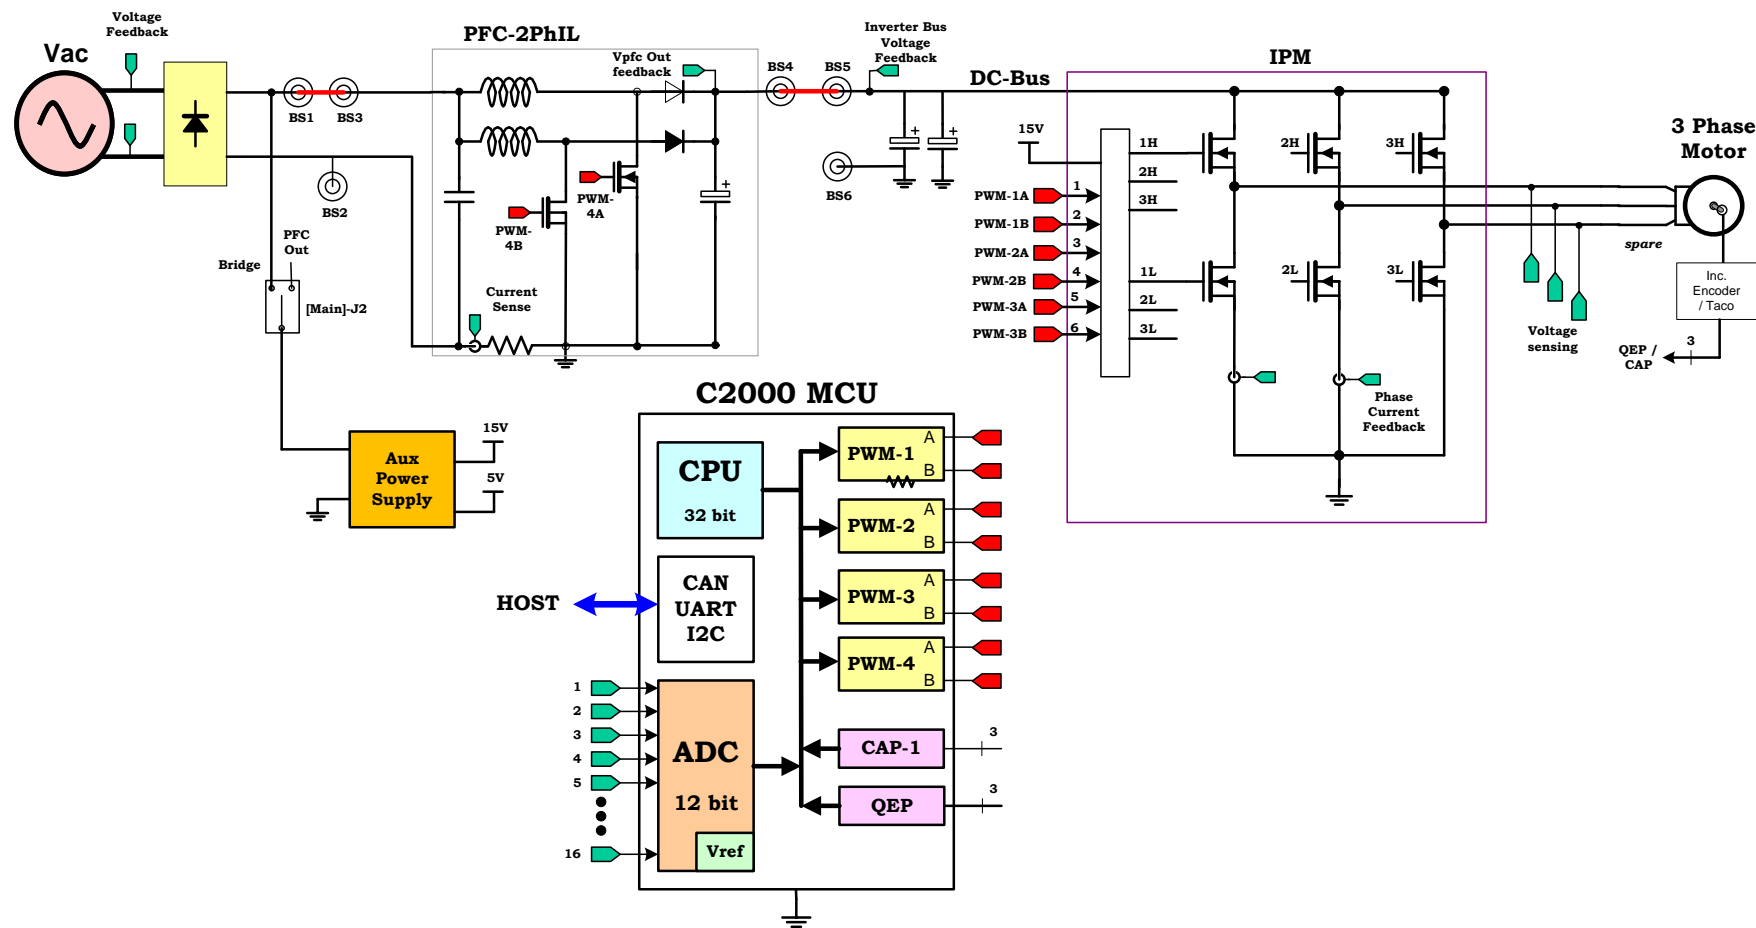 Voltage
Feedback
Vac
BS1
BS3
BS2
PFC
Out
Bridge
[Main]-J2
PFC-2PhIL
Vpfc Out
feedback
PWM-
4A
PWM-
4B
Current
Sense
BS4
BS5
BS6
Inverter Bus
Voltage
Feedback
DC-Bus
IPM
15V
1H
2H
3H
1L
2L
3L
PWM-1A
1
PWM-1B
2
PWM-2A
3
PWM-2B
4
PWM-3A
5
PWM-3B
6
2H
3H
2L
3L
Phase
Current
Feedback
3 Phase
Motor
spare
Voltage
sensing
Inc.
Encoder
/ Taco
QEP /
CAP
3
Aux
Power
Supply
15V
5V
C2000 MCU
CPU
32 bit
CAN
UART
I2C
HOST
ADC
12 bit
Vref
1
2
3
4
5
16
PWM-1
A
B
PWM-2
A
B
PWM-3
A
B
PWM-4
A
B
CAP-1
3
QEP
3